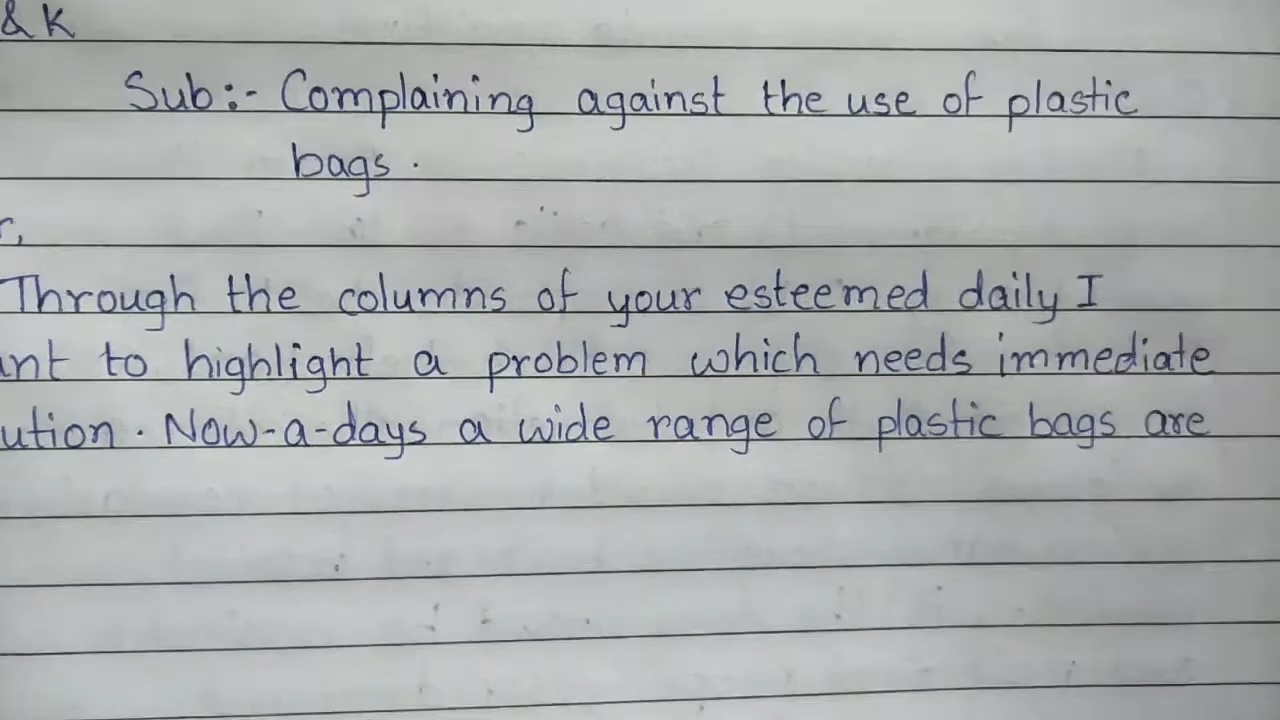 & K
Sub:- Complaining against the use of plastic
bags.
r,
Through the columns of your esteemed daily I
ant to highlight a problem which needs immediate
ution. Now-a-days a wide range of plastic bags are